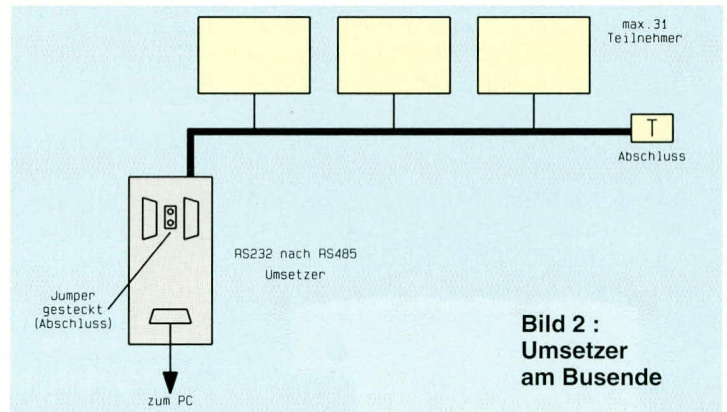 max.31
Teilnehmer
T
Abschluss
RS232 nach RS485
Umsetzer
Jumper
gesteckt
(Abschluss)
zum PC
Bild 2 :
Umsetzer
am Busende